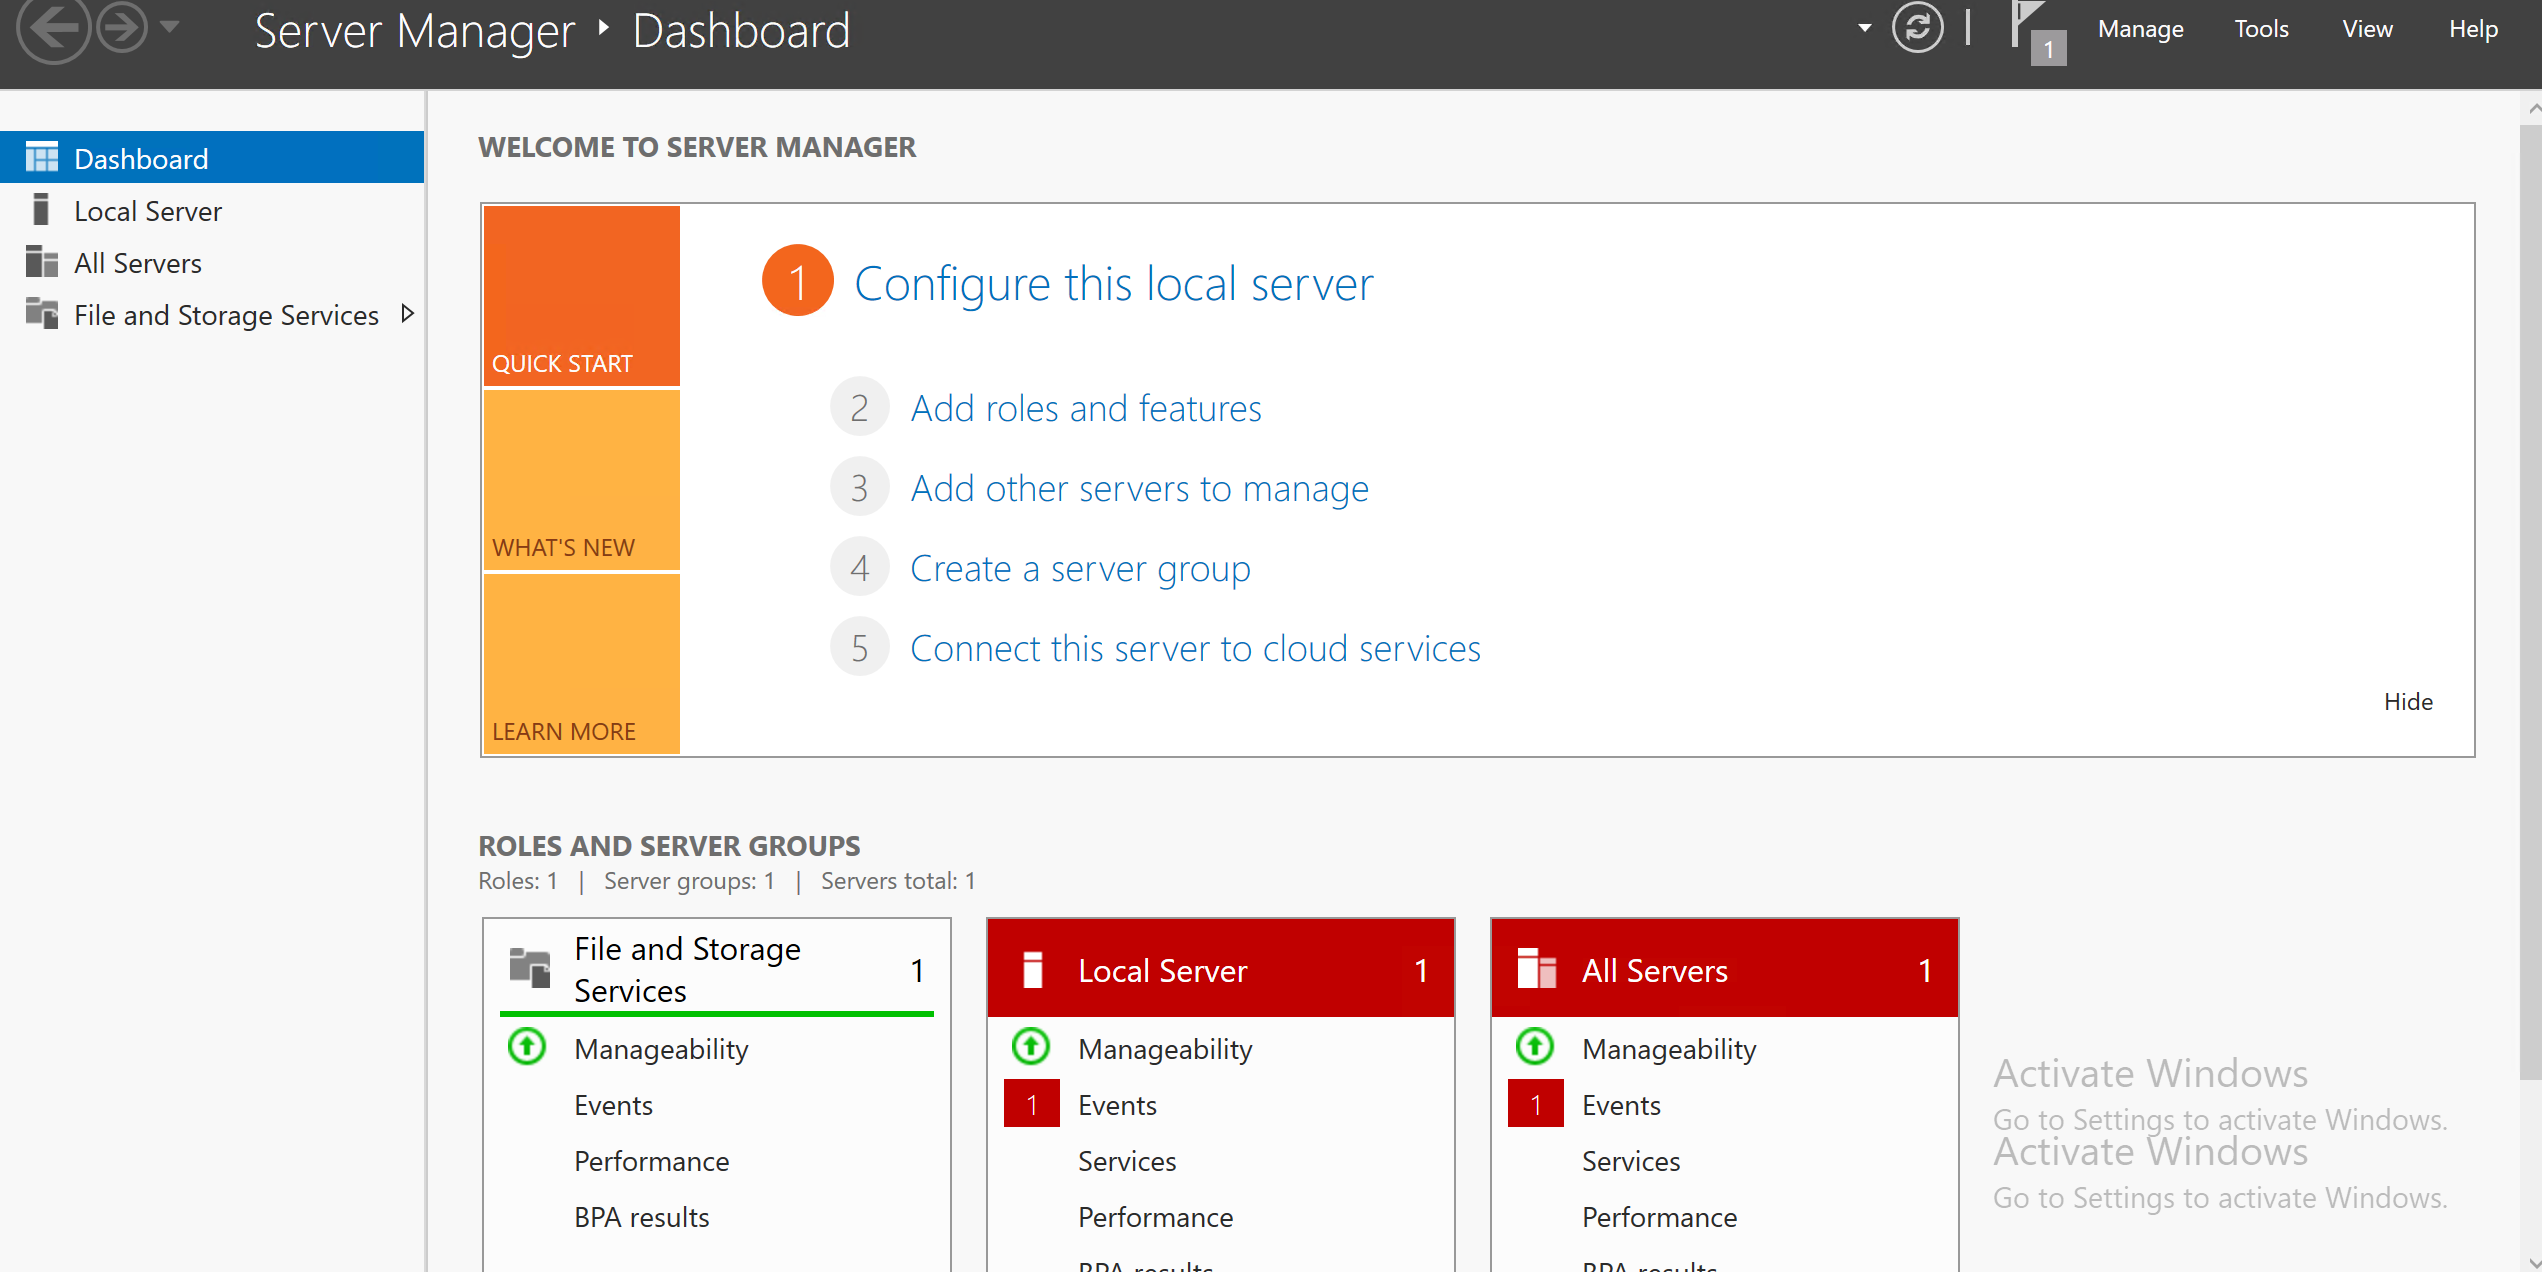 Server Manager ‣ Dashboard
1
Manage Tools View Help
Dashboard
Local Server
All Servers
File and Storage Services
WELCOME TO SERVER MANAGER
QUICK START
WHAT'S NEW
LEARN MORE
1 Configure this local server
2 Add roles and features
3 Add other servers to manage
4 Create a server group
5 Connect this server to cloud services
Hide
ROLES AND SERVER GROUPS
Roles: 1 | Server groups: 1 | Servers total: 1
File and Storage
Services
1
Manageability
Events
Performance
BPA results
Local Server 1
Manageability
1 Events
Services
Performance
BPA results
All Servers 1
Manageability
1 Events
Services
Performance
BPA results
Activate Windows
Go to Settings to activate Windows.
Activate Windows
Go to Settings to activate Windows.